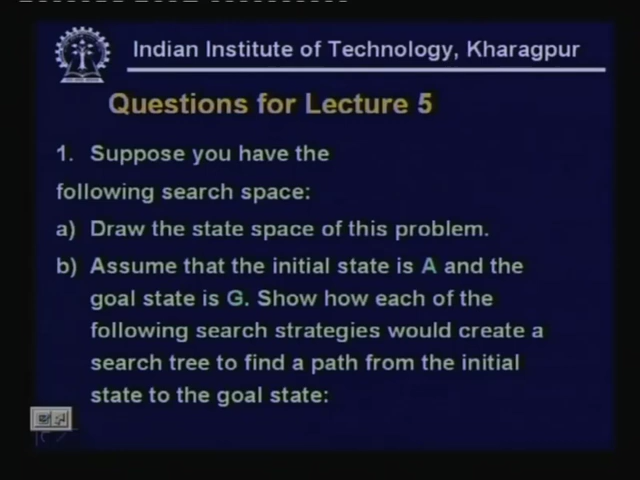 Indian Institute of Technology, Kharagpur
Questions for Lecture 5
1. Suppose you have the
following search space:
a) Draw the state space of this problem.
b) Assume that the initial state is A and the
goal state is G. Show how each of the
following search strategies would create a
search tree to find a path from the initial
state to the goal state: